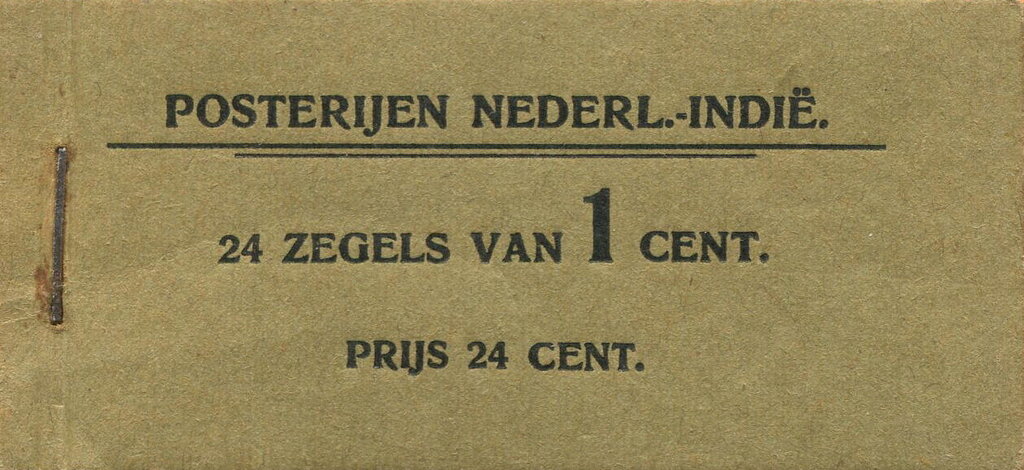 POSTERIJEN NEDERL.-INDIË.
24 ZEGELS VAN 1 CENT.
PRIJS 24 CENT.